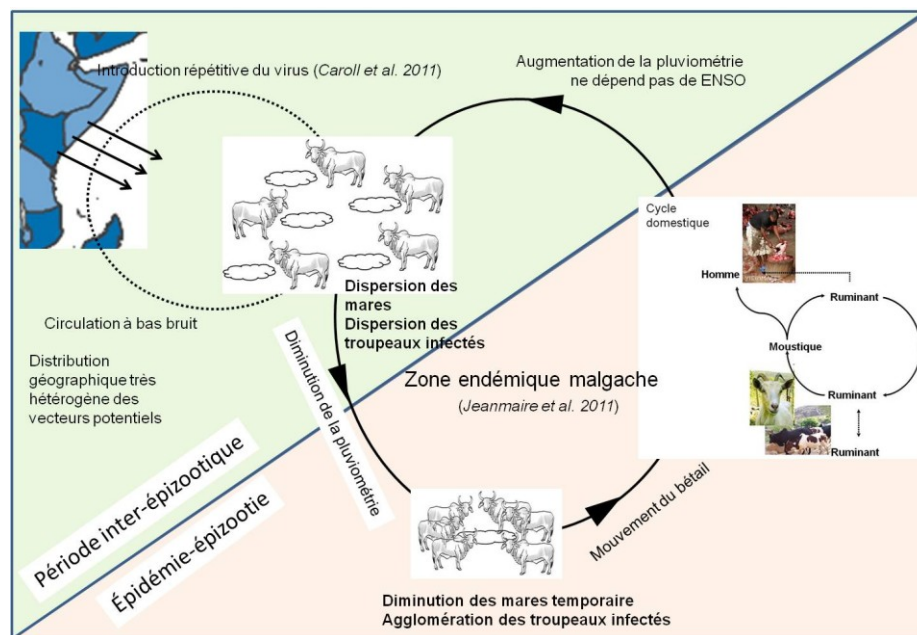 Introduction répétitive du virus (Caroll et al. 2011)
Augmentation de la pluviométrie
ne dépend pas de ENSO
Cycle
domestique
Homme
Ruminant
Moustique
Ruminant
Ruminant
Dispersion des
mares
Dispersion des
troupeaux infectés
Circulation à bas bruit
Distribution
géographique très
hétérogène des
vecteurs potentiels
Diminution de la pluviométrie
Zone endémique malgache
(Jeanmaire et al. 2011)
Période inter-épizootique
Épidémie-épizootie
Mouvement du bétail
Diminution des mares temporaire
Agglomération des troupeaux infectés